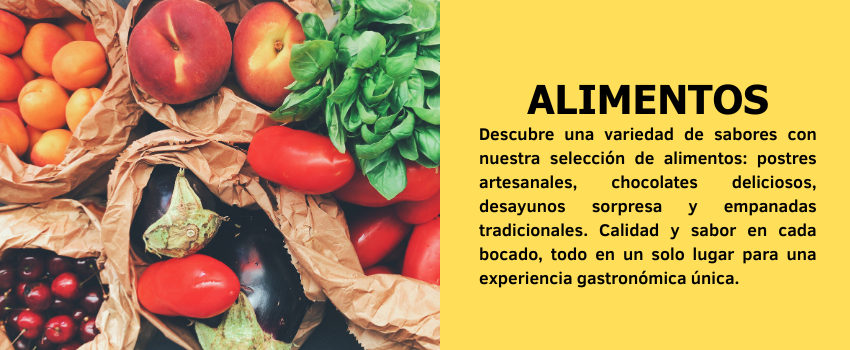 ALIMENTOS
Descubre una variedad de sabores con
nuestra selección de alimentos: postres
artesanales, chocolates deliciosos,
desayunos sorpresa y empanadas
tradicionales. Calidad y sabor en cada
bocado, todo en un solo lugar para una
experiencia gastronómica única.